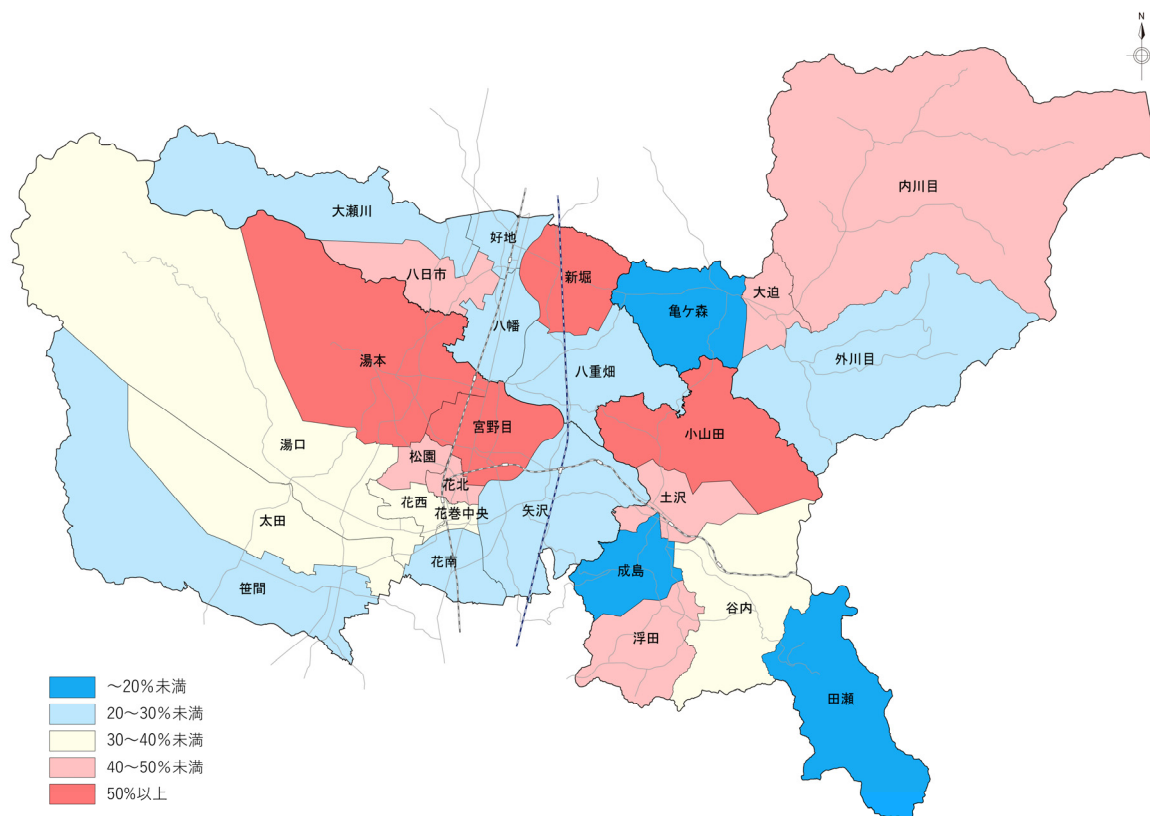 N
内川目
大瀬川
好地
八日市
新堀
大迫
亀ケ森
八幡
外川目
湯本
八重畑
宮野目
小山田
湯口
松園
花北
土沢
花西
花巻中央
矢沢
太田
花南
成島
笹間
谷内
浮田
田瀬
～20%未満
20～30%未満
30～40%未満
40～50%未満
50%以上